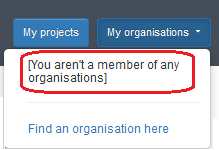 My projects My organisations
[You aren't a member of any
organisations]
Find an organisation here